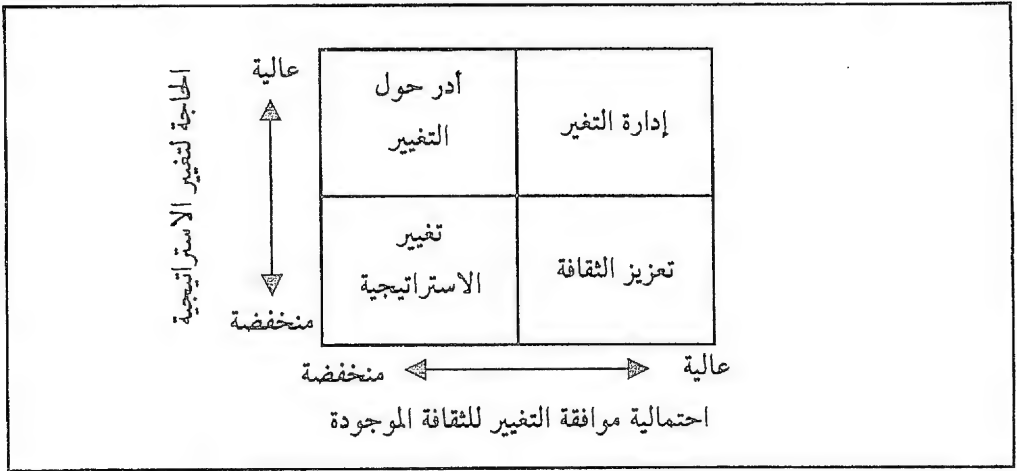 الحاجة لتغيير الاستراتيجية
عالية
منخفضة
أدر حول
التغيير
إدارة التغير
تغيير
الاستراتيجية
تعزيز الثقافة
عالية
منخفضة
احتمالية موافقة التغيير للثقافة الموجودة